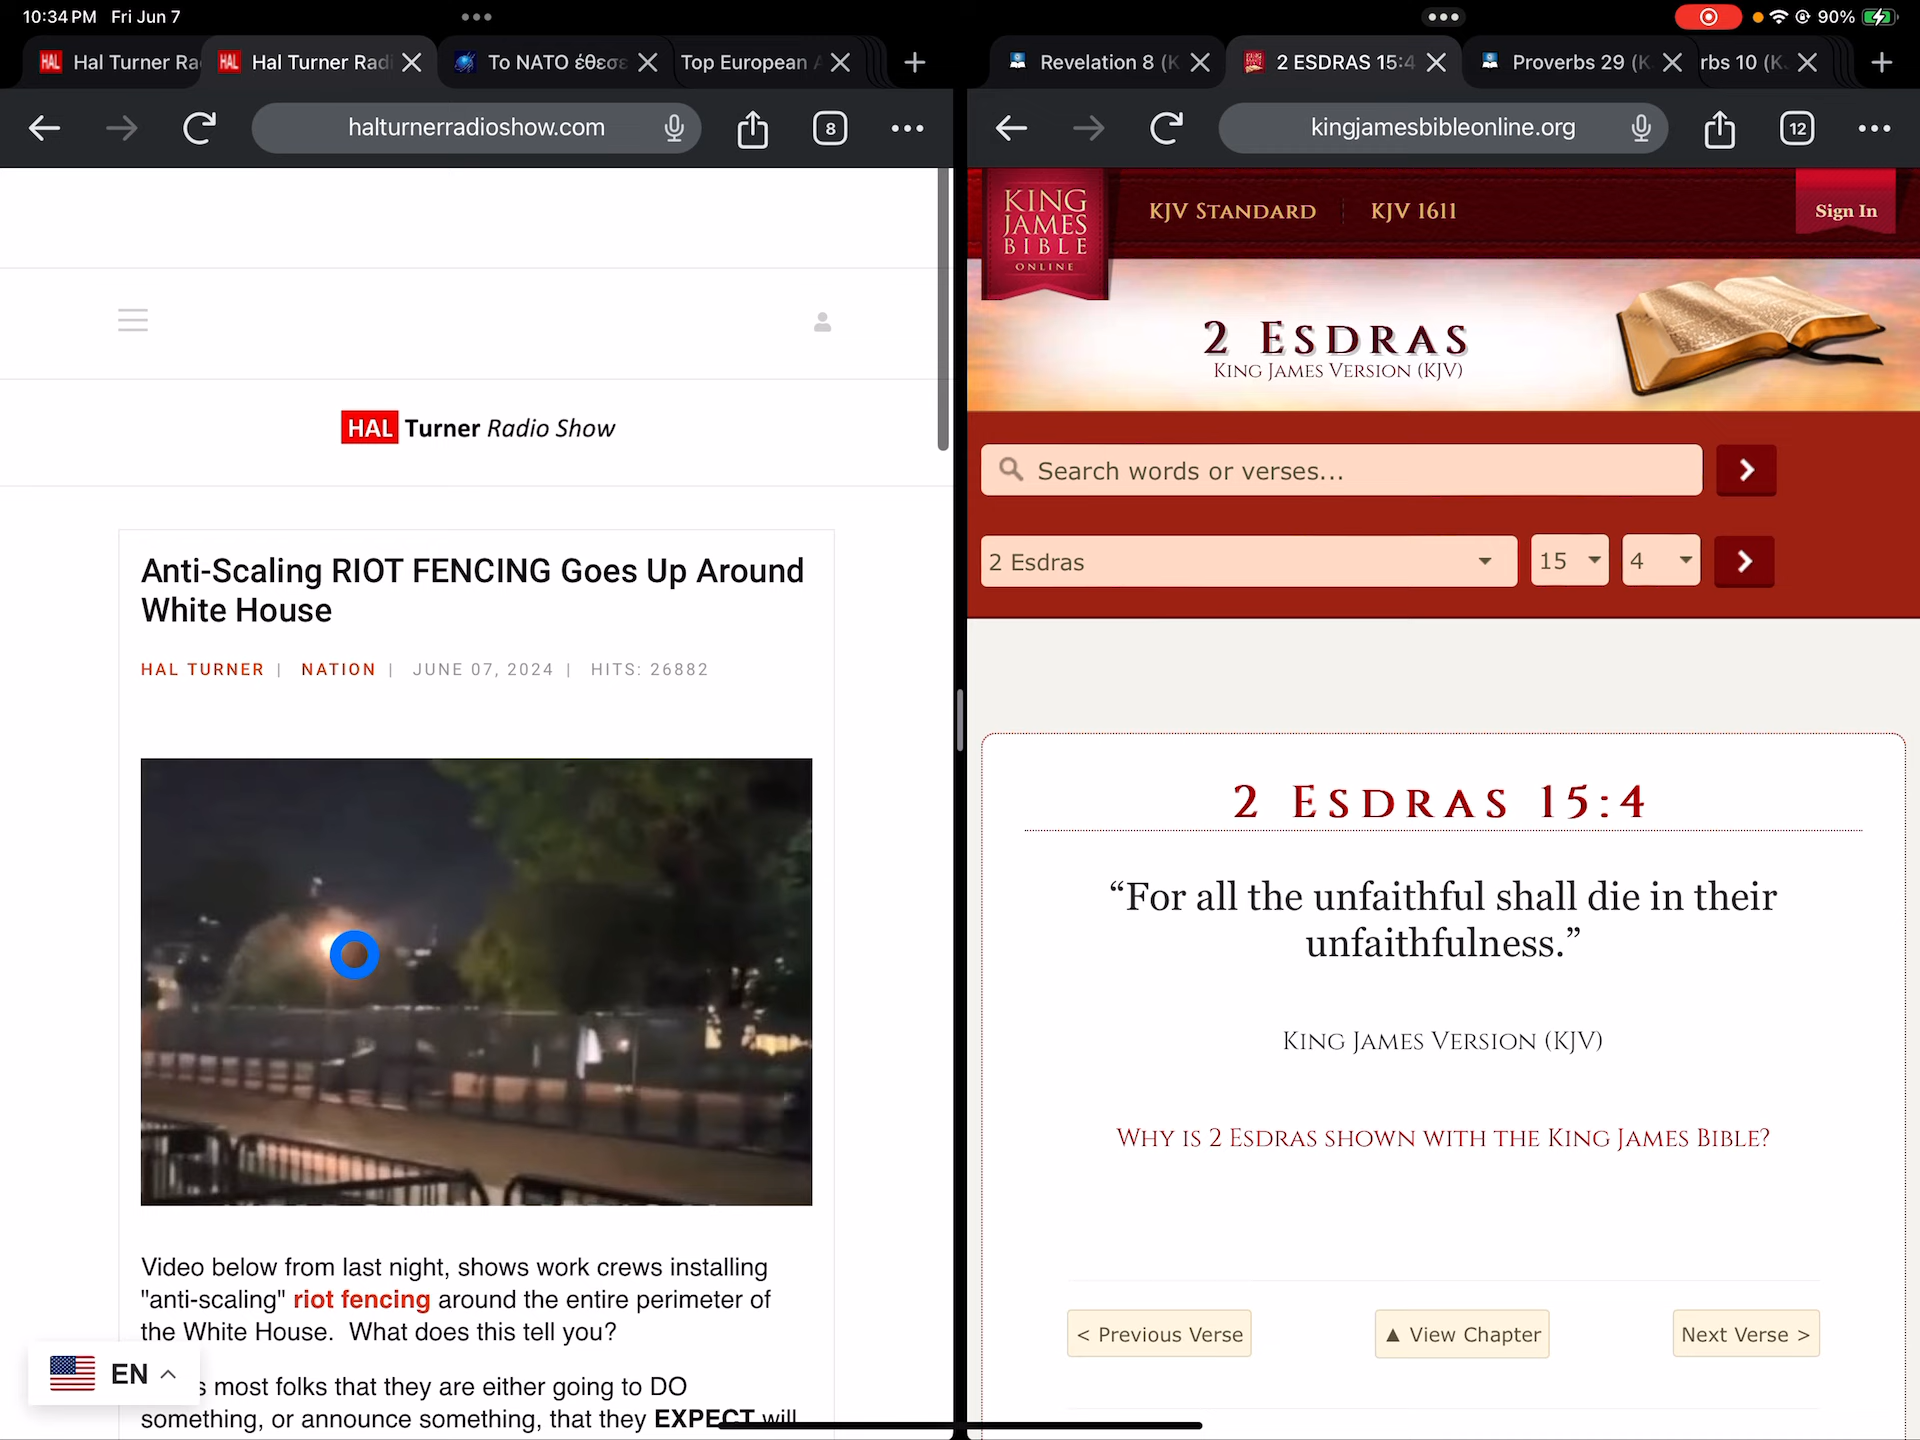 10:34 PM Fri Jun 7
90%
Hal Turner Ra
Hal Turner Rad
Το NATO έθεσε
Top European A
halturnerradioshow.com
8
HAL Turner Radio Show
Anti-Scaling RIOT FENCING Goes Up Around
White House
HAL TURNER | NATION | JUNE 07, 2024 | HITS: 26882
Video below from last night, shows work crews installing
"anti-scaling" riot fencing around the entire perimeter of
the White House. What does this tell you?
s most folks that they are either going to DO
something, or announce something, that they EXPECT will
EN
Revelation 8 (K
2 ESDRAS 15:4
Proverbs 29 (K
rbs 10 (K
kingjamesbibleonline.org
12
KING
JAMES
BIBLE
ONLINE
KJV STANDARD
KJV 1611
Sign In
2 ESDRAS
KING JAMES VERSION (KJV)
Search words or verses...
2 Esdras
15
4
2 ESDRAS 15:4
“For all the unfaithful shall die in their
unfaithfulness.”
KING JAMES VERSION (KJV)
WHY IS 2 ESDRAS SHOWN WITH THE KING JAMES BIBLE?
< Previous Verse
▲ View Chapter
Next Verse >